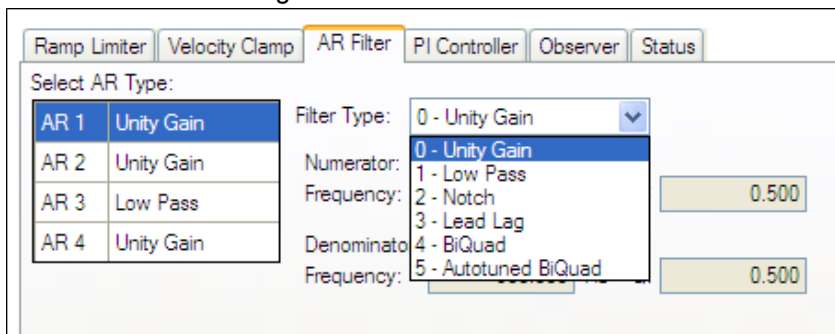 Ramp Limiter Velocity Clamp AR Filter PI Controller Observer Status
Select AR Type:
AR 1 Unity Gain
AR 2 Unity Gain
AR 3 Low Pass
AR 4 Unity Gain
Filter Type: 0 - Unity Gain
0 - Unity Gain
1 - Low Pass
2 - Notch
3 - Lead Lag
4 - BiQuad
5 - Autotuned BiQuad
Numerator:
Frequency: 0.500
Denominato
Frequency: 0.500